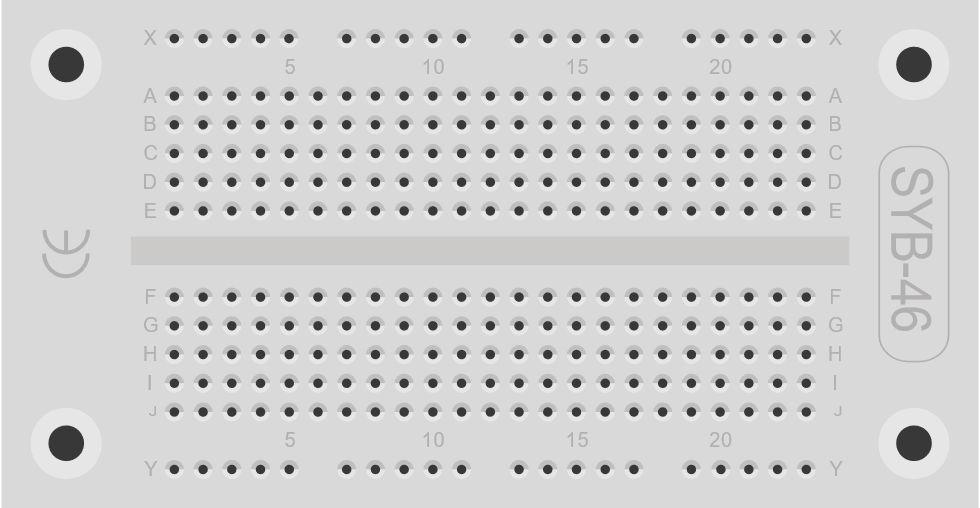 X X
5 10 15 20
A A
B B
C C
D D
E E
CE
SYB-46
F F
G G
H H
I I
J J
5 10 15 20
Y Y